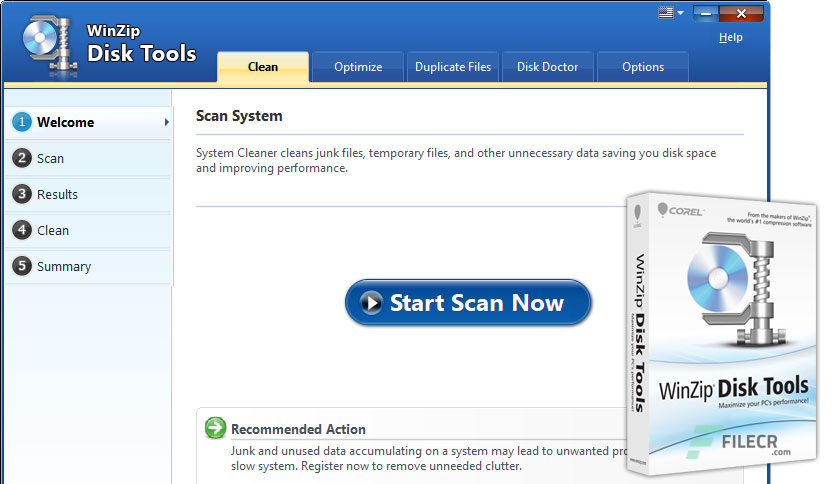 WinZip
Disk Tools
Help
Clean
Optimize
Duplicate Files
Disk Doctor
Options
1 Welcome
2 Scan
3 Results
4 Clean
5 Summary
Scan System
System Cleaner cleans junk files, temporary files, and other unnecessary data saving you disk space
and improving performance.
Start Scan Now
Recommended Action
Junk and unused data accumulating on a system may lead to unwanted
slow system. Register now to remove unneeded clutter.
COREL
From the makers of WinZip®,
the world's #1 compression software
WinZip® Disk Tools
Maximize your PC's performance!
WinZip Disk Tools
Maximize your PC's performance!
FILECR
.com